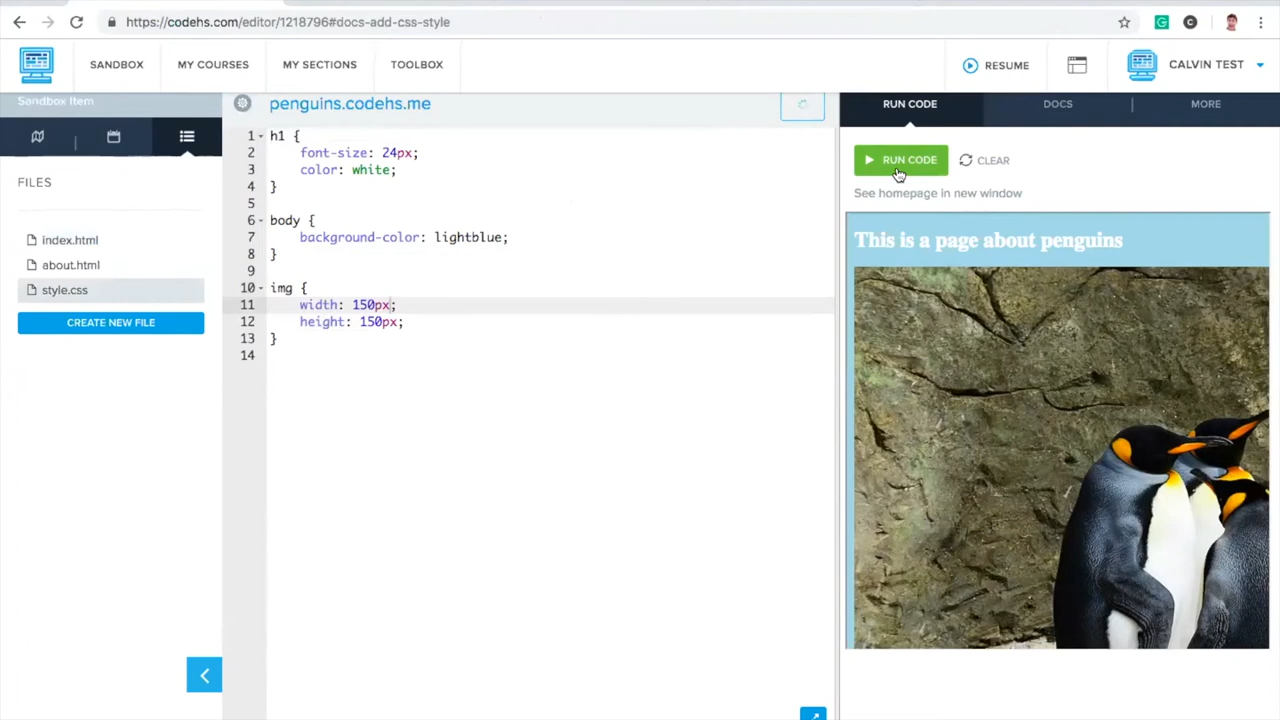 https://codehs.com/editor/1218796#docs-add-css-style
SANDBOX MY COURSES MY SECTIONS TOOLBOX RESUME CALVIN TEST
Sandbox Item
FILES
index.html
about.html
style.css
CREATE NEW FILE
penguins.codehs.me
1 h1 {
2 font-size: 24px;
3 color: white;
4 }
5
6 body {
7 background-color: lightblue;
8 }
9
10 img {
11 width: 150px;
12 height: 150px;
13 }
14
RUN CODE DOCS MORE
RUN CODE CLEAR
See homepage in new window
This is a page about penguins